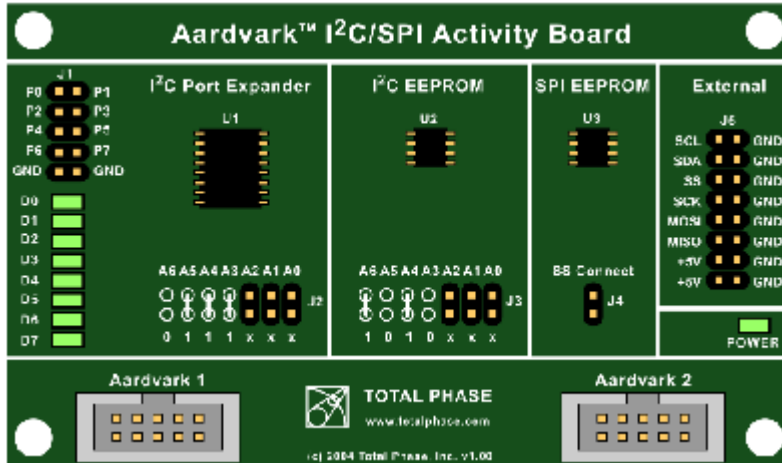 Aardvark™ I²C/SPI Activity Board
J1
P0 P1
P2 P3
P4 P5
P6 P7
GND GND
D0
D1
D2
D3
D4
D5
D6
D7
I²C Port Expander
U1
A6 A5 A4 A3 A2 A1 A0
J2
0 1 1 1 x x x
I²C EEPROM
U2
A6 A5 A4 A3 A2 A1 A0
J3
1 0 1 0 x x x
SPI EEPROM
U3
SS Connect
J4
External
J5
SCL GND
SDA GND
SS GND
SCK GND
MOSI GND
MISO GND
+5V GND
+5V GND
POWER
Aardvark 1
TOTAL PHASE
www.totalphase.com
(c) 2004 Total Phase, Inc. v1.00
Aardvark 2